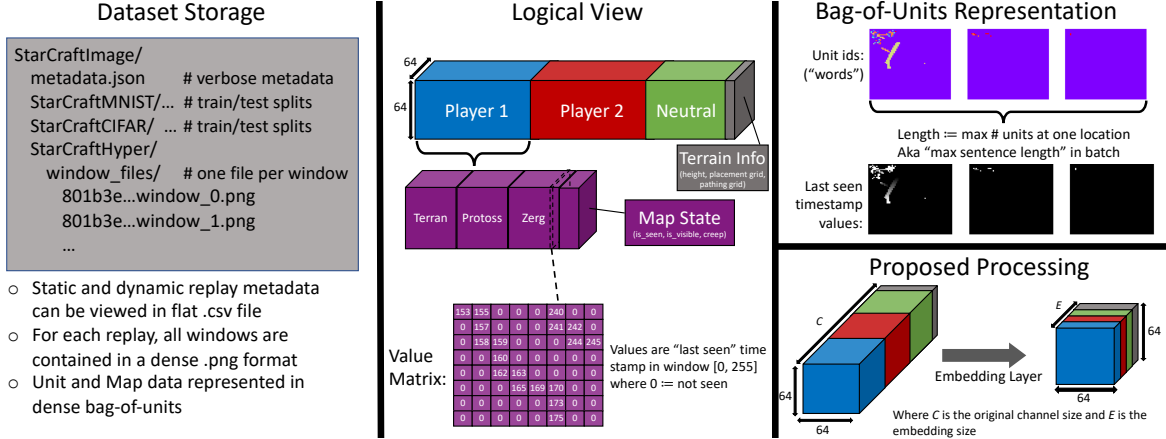 Dataset Storage
StarCraftImage/
metadata.json # verbose metadata
StarCraftMNIST/... # train/test splits
StarCraftCIFAR/ ... # train/test splits
StarCraftHyper/
window_files/ # one file per window
801b3e...window_0.png
801b3e...window_1.png
...
o Static and dynamic replay metadata
can be viewed in flat .csv file
o For each replay, all windows are
contained in a dense .png format
o Unit and Map data represented in
dense bag-of-units
Logical View
64
64
Player 1
Player 2
Neutral
Terrain Info
(height, placement grid,
pathing grid)
Terran
Protoss
Zerg
Map State
(is_seen, is_visible, creep)
Value
Matrix:
153 155 0 0 0 240 0 0
0 157 0 0 0 241 242 0
0 158 159 0 0 0 244 245
0 0 160 0 0 0 0 0
0 0 162 163 0 0 0 0
0 0 0 165 169 170 0 0
0 0 0 0 0 173 0 0
0 0 0 0 0 175 0 0
Values are “last seen” time
stamp in window [0, 255]
where 0 ≔ not seen
Bag-of-Units Representation
Unit ids:
(“words”)
Length ≔ max # units at one location
Aka “max sentence length” in batch
Last seen
timestamp
values:
Proposed Processing
C
64
64
Embedding Layer
E
64
64
Where C is the original channel size and E is the
embedding size